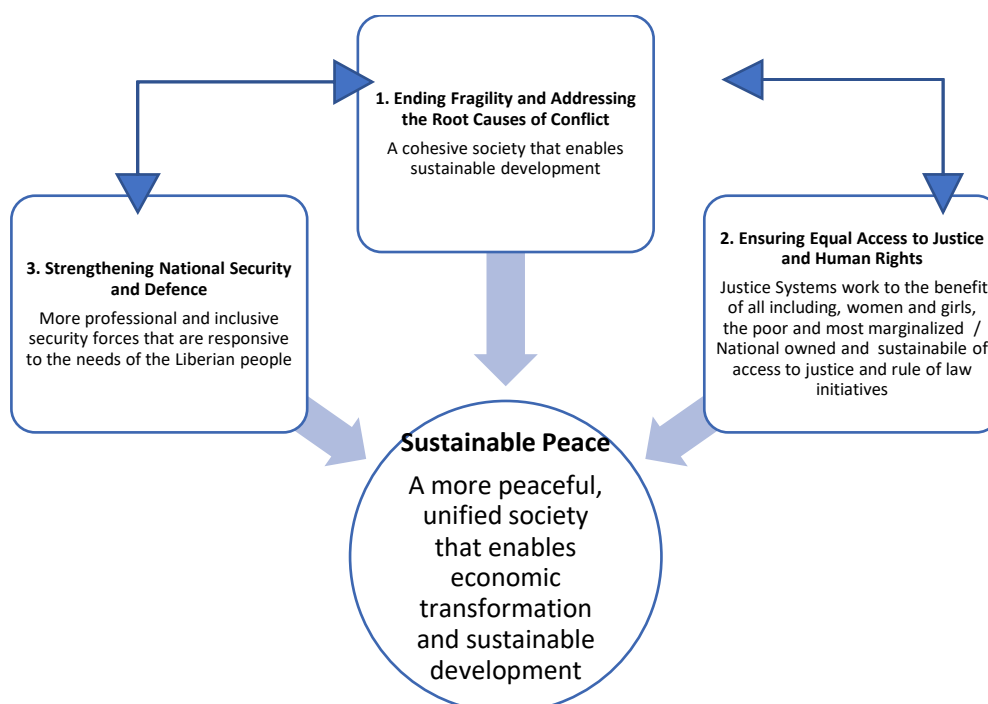 1. Ending Fragility and Addressing
the Root Causes of Conflict
A cohesive society that enables
sustainable development
2. Ensuring Equal Access to Justice
and Human Rights
Justice Systems work to the benefit
of all including, women and girls,
the poor and most marginalized /
National owned and sustainabile of
access to justice and rule of law
initiatives
3. Strengthening National Security
and Defence
More professional and inclusive
security forces that are responsive
to the needs of the Liberian people
Sustainable Peace
A more peaceful,
unified society
that enables
economic
transformation
and sustainable
development